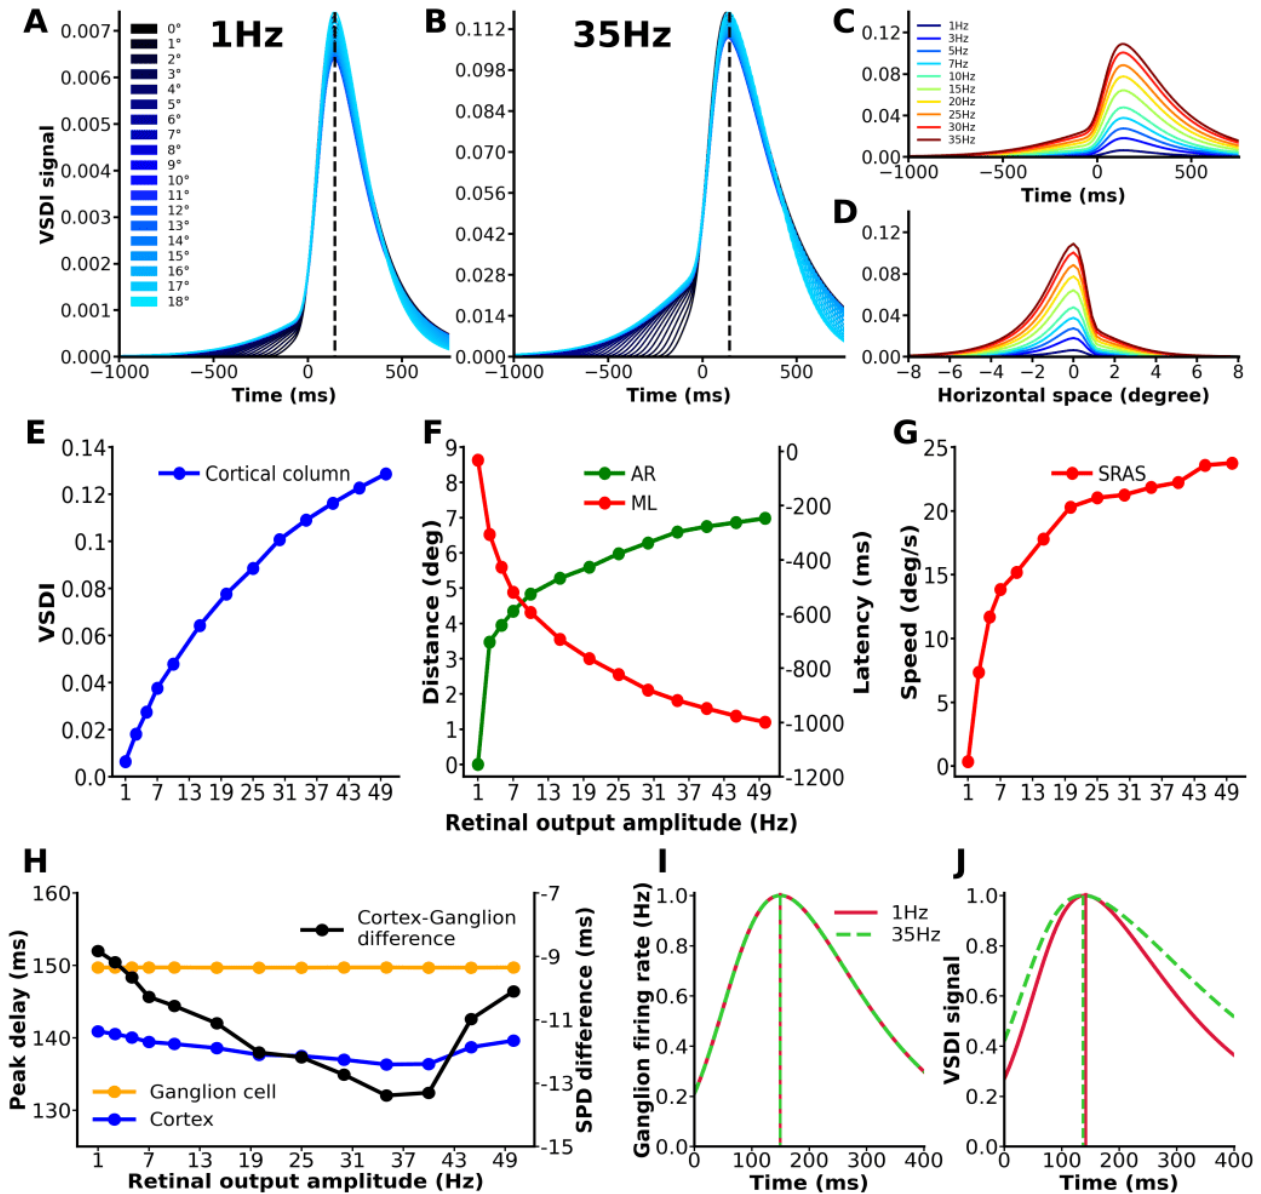 A
1Hz
VSDI signal
0.007
0.006
0.005
0.004
0.003
0.002
0.001
0.000
0°
1°
2°
3°
4°
5°
6°
7°
8°
9°
10°
11°
12°
13°
14°
15°
16°
17°
18°
−1000 −500 0 500
Time (ms)
B
35Hz
0.112
0.098
0.084
0.070
0.056
0.042
0.028
0.014
0.000
−1000 −500 0 500
Time (ms)
C
0.12
0.08
0.04
0.00
1Hz
3Hz
5Hz
7Hz
10Hz
15Hz
20Hz
25Hz
30Hz
35Hz
−1000 −500 0 500
Time (ms)
D
0.12
0.08
0.04
0.00
−8 −6 −4 −2 0 2 4 6 8
Horizontal space (degree)
E
VSDI
0.14
0.12
0.1
0.08
0.06
0.04
0.02
0.0
Cortical column
1 7 13 19 25 31 37 43 49
F
Distance (deg)
9
8
7
6
5
4
3
2
1
0
AR
ML
0
-200
-400
-600
-800
-1000
-1200
Latency (ms)
1 7 13 19 25 31 37 43 49
Retinal output amplitude (Hz)
G
Speed (deg/s)
25
20
15
10
5
0
SRAS
1 7 13 19 25 31 37 43 49
H
Peak delay (ms)
160
150
140
130
Cortex-Ganglion
difference
Ganglion cell
Cortex
-7
-9
-11
-13
-15
SPD difference (ms)
1 7 13 19 25 31 37 43 49
Retinal output amplitude (Hz)
I
Ganglion firing rate (Hz)
1.0
0.8
0.6
0.4
0.2
0.0
1Hz
35Hz
0 100 200 300 400
Time (ms)
J
VSDI signal
1.0
0.8
0.6
0.4
0.2
0.0
0 100 200 300 400
Time (ms)